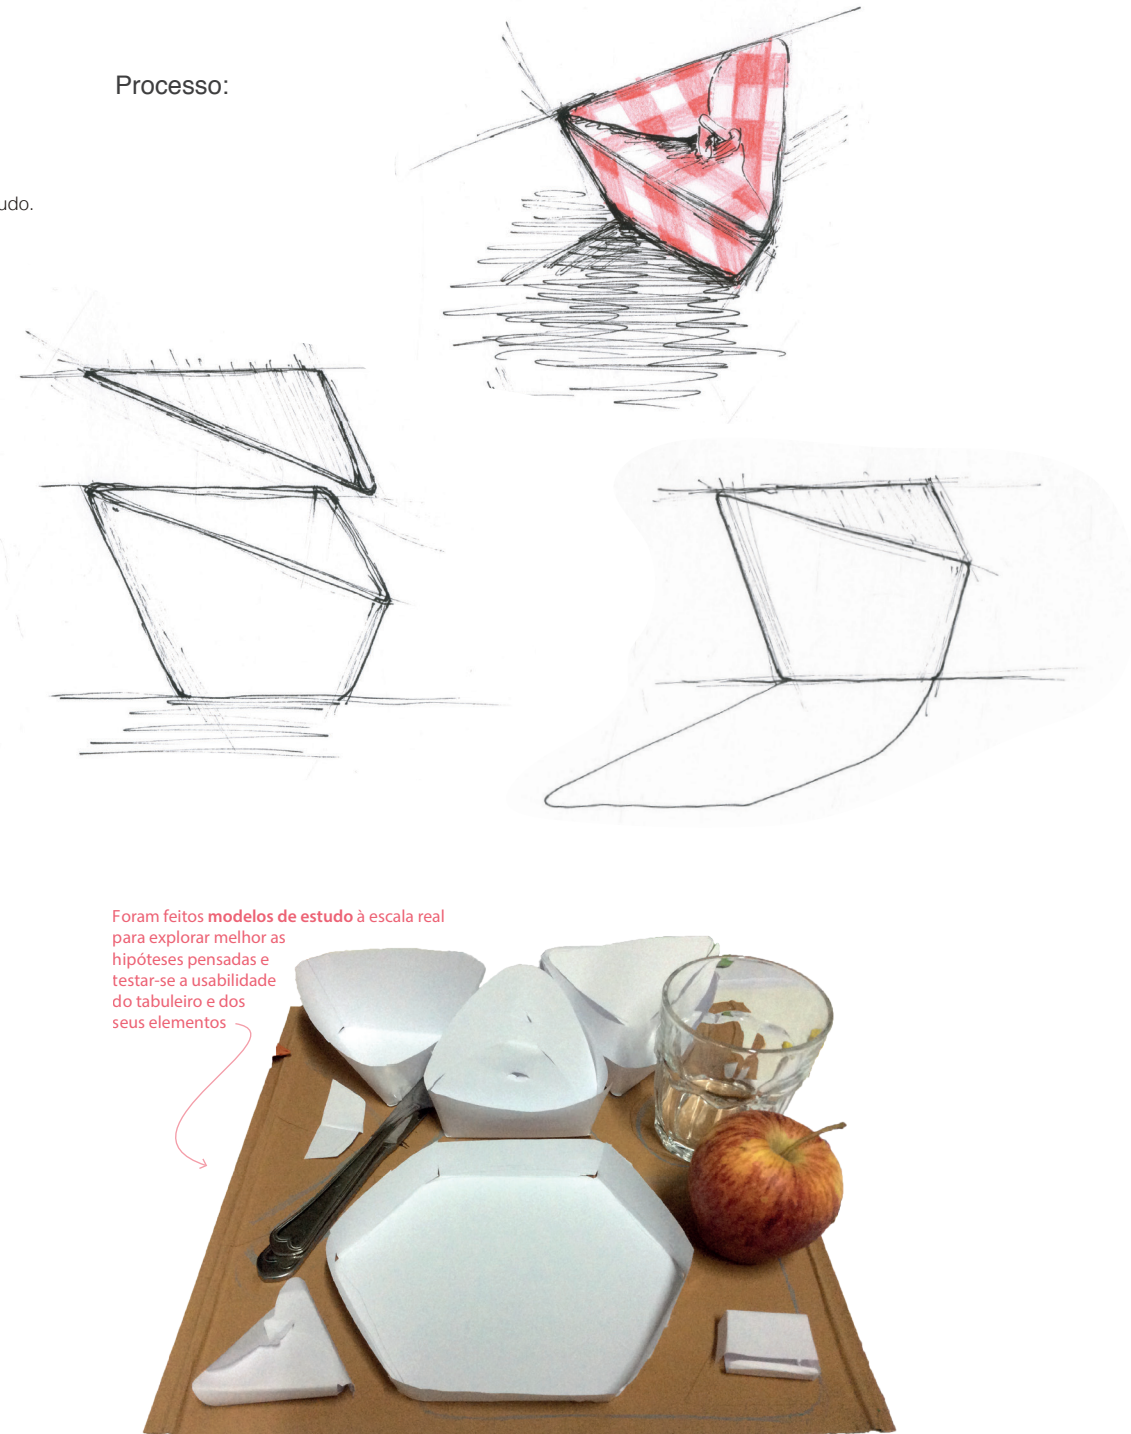 Processo:
udo.
Foram feitos modelos de estudo à escala real
para explorar melhor as
hipóteses pensadas e
testar-se a usabilidade
do tabuleiro e dos
seus elementos